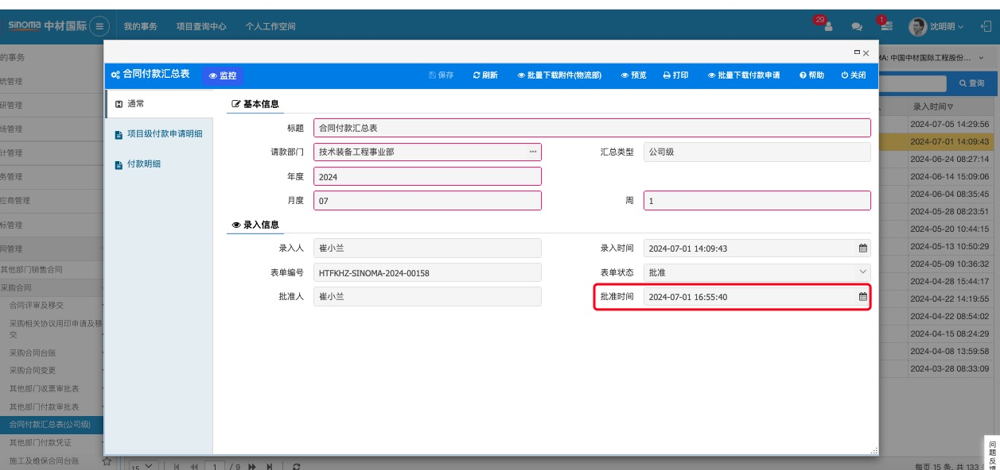 sinoma 中材国际
我的事务
项目查询中心
个人工作空间
29
1
沈明明
的事务
统管理
研管理
场管理
计管理
务管理
应商管理
标管理
同管理
其他部门销售合同
采购合同
合同评审及移交
采购相关协议用印申请及移
交
采购合同台账
采购合同变更
其他部门收票审批表
其他部门付款审批表
合同付款汇总表(公司级)
其他部门付款凭证
施工及维保合同台账
合同付款汇总表
监控
保存
刷新
批量下载附件(物流部)
预览
打印
批量下载付款申请
帮助
关闭
通常
项目级付款申请明细
付款明细
基本信息
标题
合同付款汇总表
请款部门
技术装备工程事业部
汇总类型
公司级
年度
2024
月度
07
周
1
录入信息
录入人
崔小兰
录入时间
2024-07-01 14:09:43
表单编号
HTFKHZ-SINOMA-2024-00158
表单状态
批准
批准人
崔小兰
批准时间
2024-07-01 16:55:40
MA: 中国中材国际工程股份...
查询
录入时间
2024-07-05 14:29:56
2024-07-01 14:09:43
2024-06-24 08:27:14
2024-06-14 15:09:06
2024-06-04 08:35:45
2024-05-28 08:23:51
2024-05-20 10:44:15
2024-05-13 10:50:29
2024-05-09 10:36:32
2024-04-28 15:44:17
2024-04-22 14:19:55
2024-04-22 08:54:02
2024-04-15 08:24:29
2024-04-08 13:59:58
2024-03-28 08:33:09
15
1
/ 9
每页 15 条, 共 133
问题反馈